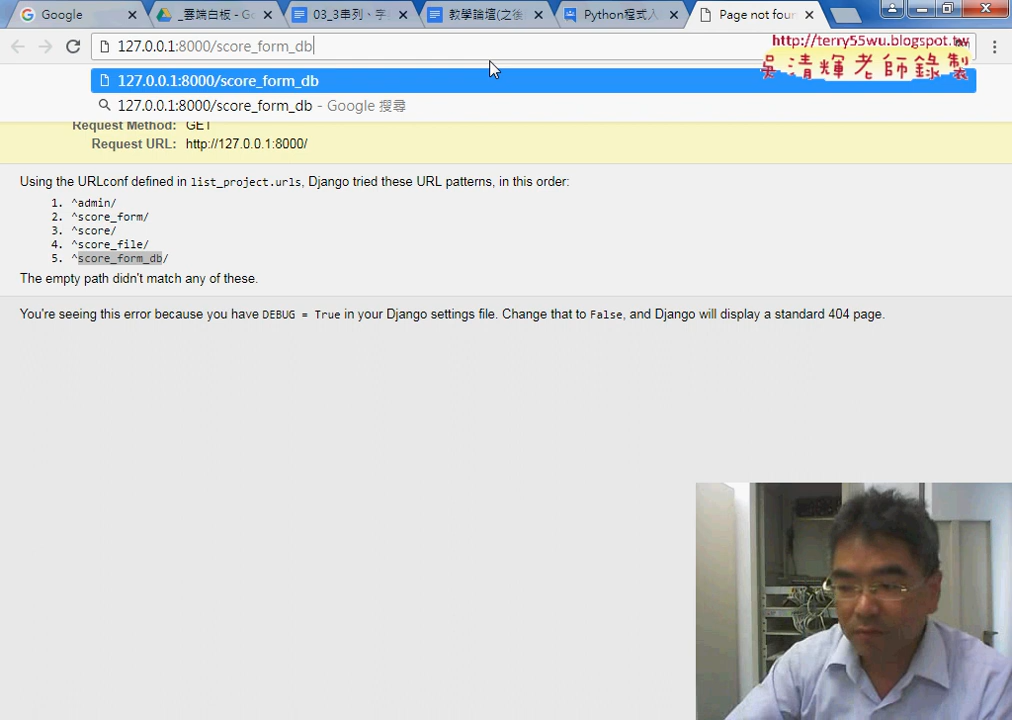 Google
_雲端白板 - Go
03_3串列、字
教學論壇(之後
Python程式入
Page not foun
127.0.0.1:8000/score_form_db
http://terry55wu.blogspot.tw
吳清輝老師錄製
127.0.0.1:8000/score_form_db
127.0.0.1:8000/score_form_db - Google 搜尋
Request Method: GET
Request URL: http://127.0.0.1:8000/
Using the URLconf defined in list_project.urls, Django tried these URL patterns, in this order:
1. ^admin/
2. ^score_form/
3. ^score/
4. ^score_file/
5. ^score_form_db/
The empty path didn't match any of these.
You're seeing this error because you have DEBUG = True in your Django settings file. Change that to False, and Django will display a standard 404 page.